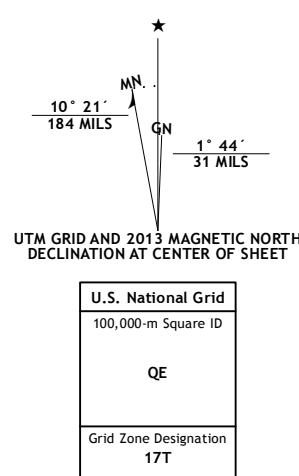 ★
MN
10° 21´
184 MILS
GN
1° 44´
31 MILS
UTM GRID AND 2013 MAGNETIC NORTH
DECLINATION AT CENTER OF SHEET
U.S. National Grid
100,000-m Square ID
QE
Grid Zone Designation
17T